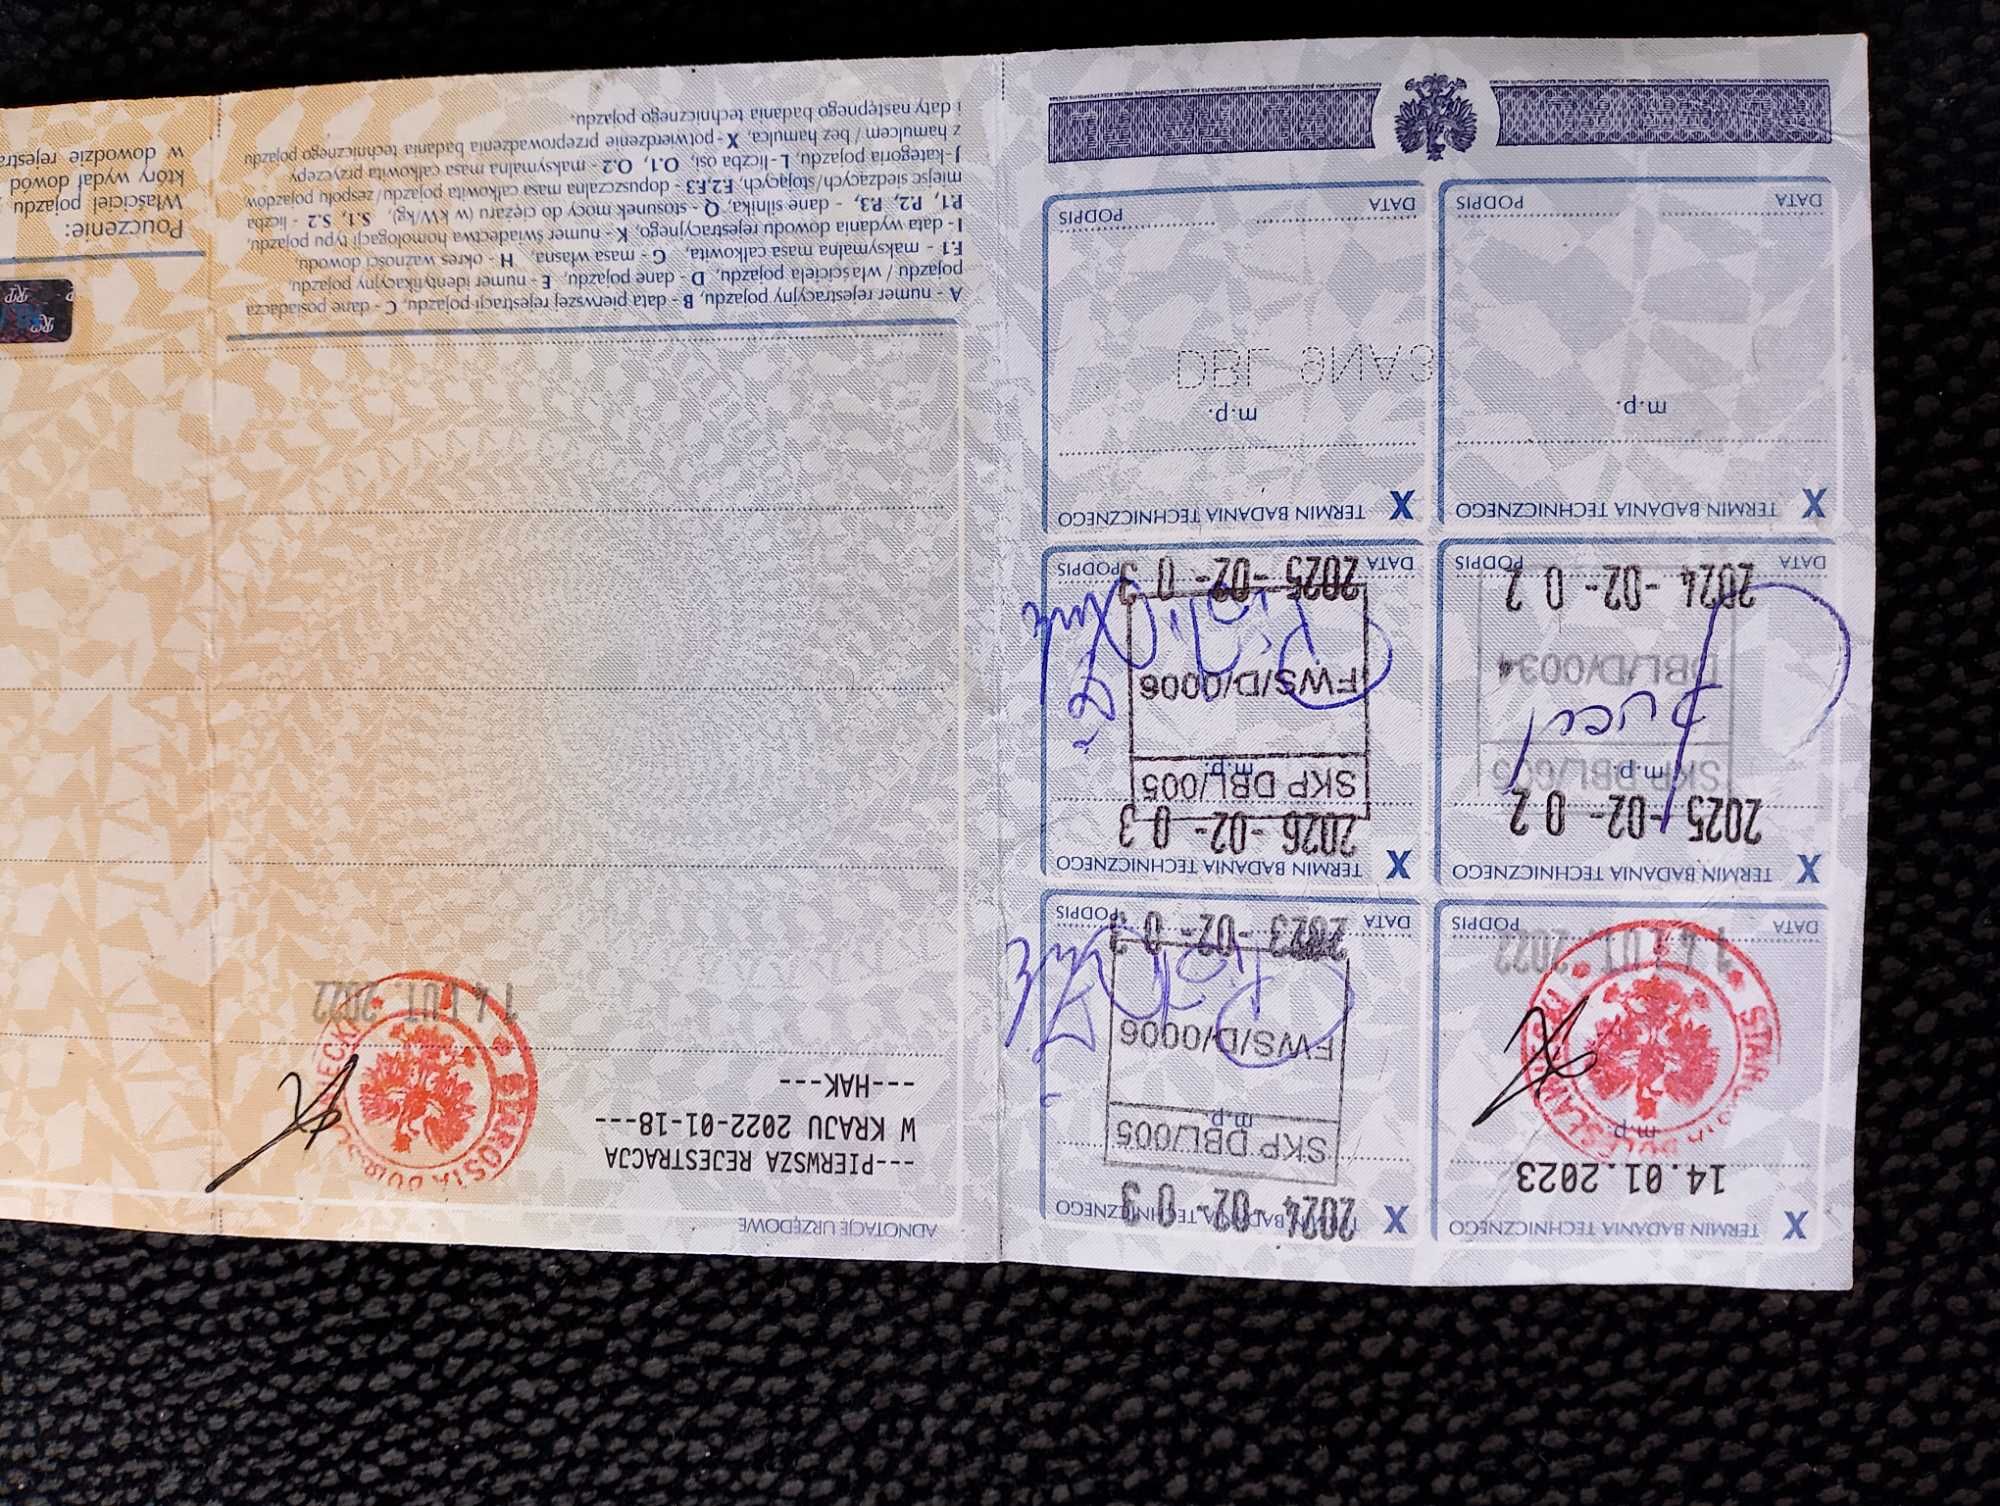 TERMIN BADANIA TECHNICZNEGO
X
14.01.2023
m.p.
STAROSTA
14 LUT. 2022
DATA
PODPIS
TERMIN BADANIA TECHNICZNEGO
X
2024-02-03
SKP DBL/005
m.p.
FWS/D/0006
2023-02-03
DATA
PODPIS
TERMIN BADANIA TECHNICZNEGO
X
2025-02-02
SKP DBL/005
m.p.
DBL/D/0034
2024-02-02
DATA
PODPIS
TERMIN BADANIA TECHNICZNEGO
X
2026-02-03
SKP DBL/005
m.p.
FWS/D/0006
2025-02-03
DATA
PODPIS
TERMIN BADANIA TECHNICZNEGO
X
m.p.
DATA
PODPIS
TERMIN BADANIA TECHNICZNEGO
X
m.p.
DBL
DATA
PODPIS
ADNOTACJE URZĘDOWE
---PIERWSZA REJESTRACJA
W KRAJU 2022-01-18---
---HAK---
STAROSTA
14 LUT. 2022
A - numer rejestracyjny pojazdu, B - data pierwszej rejestracji pojazdu, C - dane posiadacza
pojazdu / właściciela pojazdu, D - dane pojazdu, E - numer identyfikacyjny pojazdu,
F.1 - maksymalna masa całkowita, G - masa własna, H - okres ważności dowodu,
I - data wydania dowodu rejestracyjnego, K - numer świadectwa homologacji typu pojazdu,
P.1, P.2, P.3, - dane silnika, Q - stosunek mocy do ciężaru (w kW/kg), S.1, S.2 - liczba
miejsc siedzących/stojących, F.2,F.3 - dopuszczalna masa całkowita pojazdu/zespołu pojazdów
J-kategoria pojazdu, L-liczba osi, O.1, O.2 - maksymalna masa całkowita przyczepy
z hamulcem / bez hamulca, X - potwierdzenie przeprowadzenia badania technicznego pojazdu
i daty następnego badania technicznego pojazdu.
RP
Pouczenie:
Właściciel pojazdu
który wydał dowód
w dowodzie rejestra